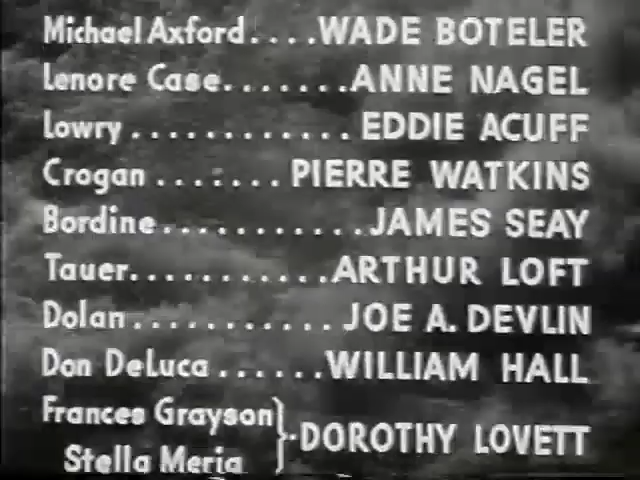 Michael Axford....WADE BOTELER
Lenore Case.......ANNE NAGEL
Lowry............EDDIE ACUFF
Crogan.......PIERRE WATKINS
Bordine...........JAMES SEAY
Tauer...........ARTHUR LOFT
Dolan...........JOE A. DEVLIN
Don DeLuca......WILLIAM HALL
Frances Grayson
Stella Meria } DOROTHY LOVETT